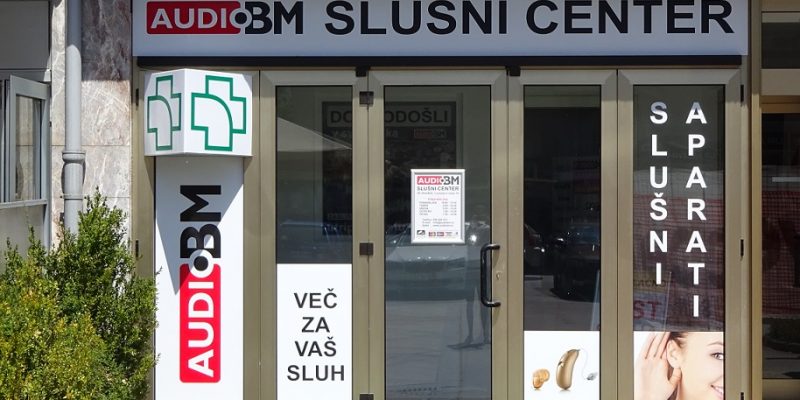 AUDIO BM SLUŠNI CENTER
DOBRODOŠLI
AUDIO BM
SLUŠNI CENTER
AUDIO BM
VEČ
ZA
VAŠ
SLUH
SLUŠNI
APARATI